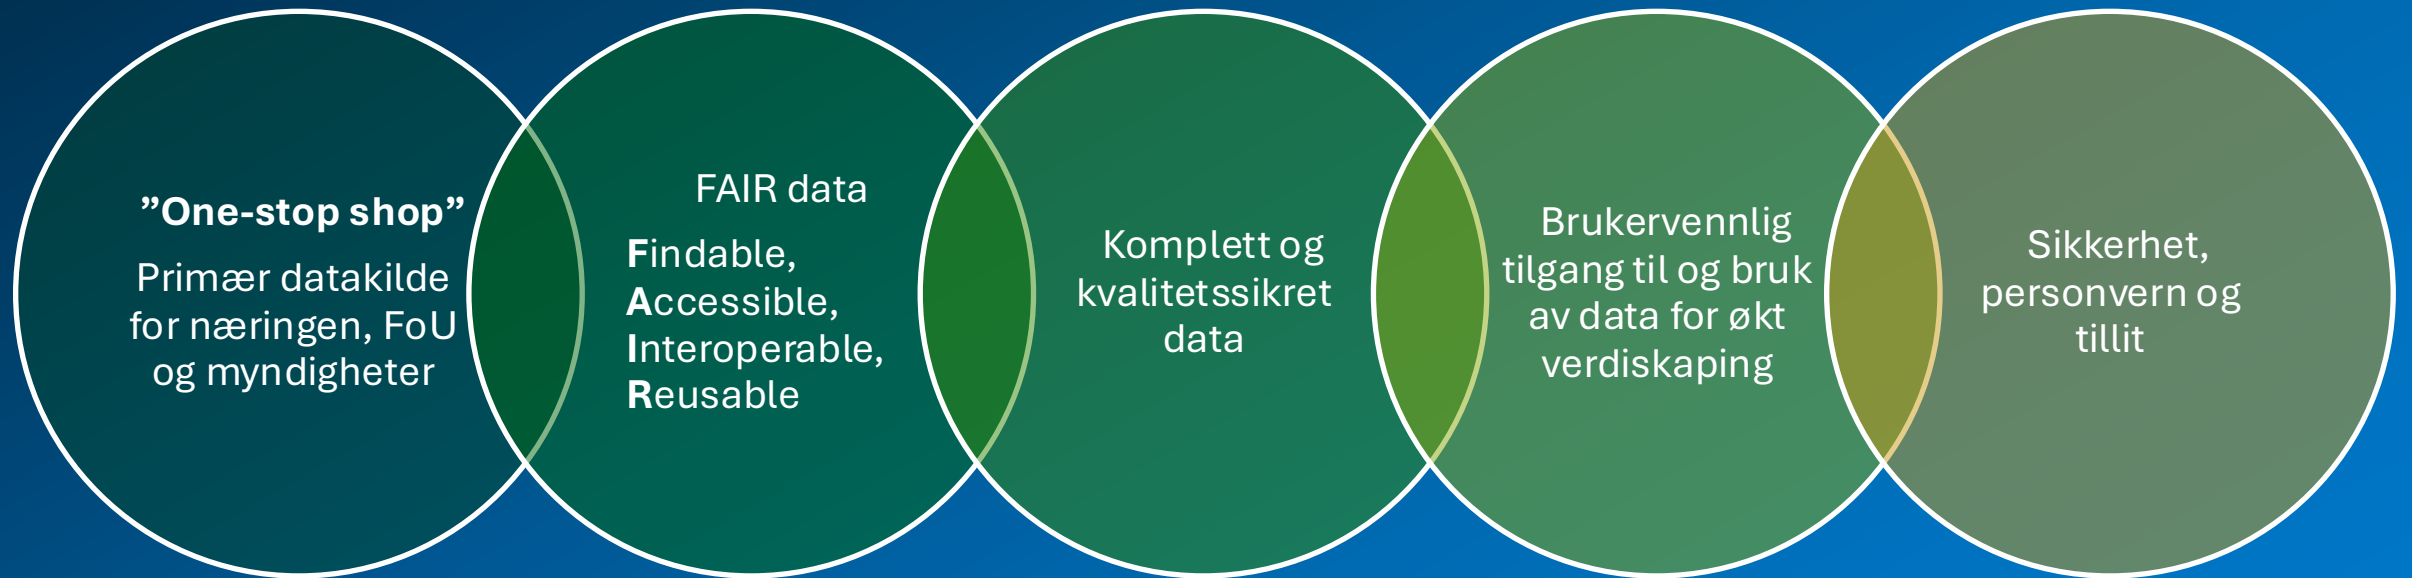 ”One-stop shop”
Primær datakilde
for næringen, FoU
og myndigheter
FAIR data
Findable,
Accessible,
Interoperable,
Reusable
Komplett og
kvalitetssikret
data
Brukervennlig
tilgang til og bruk
av data for økt
verdiskaping
Sikkerhet,
personvern og
tillit